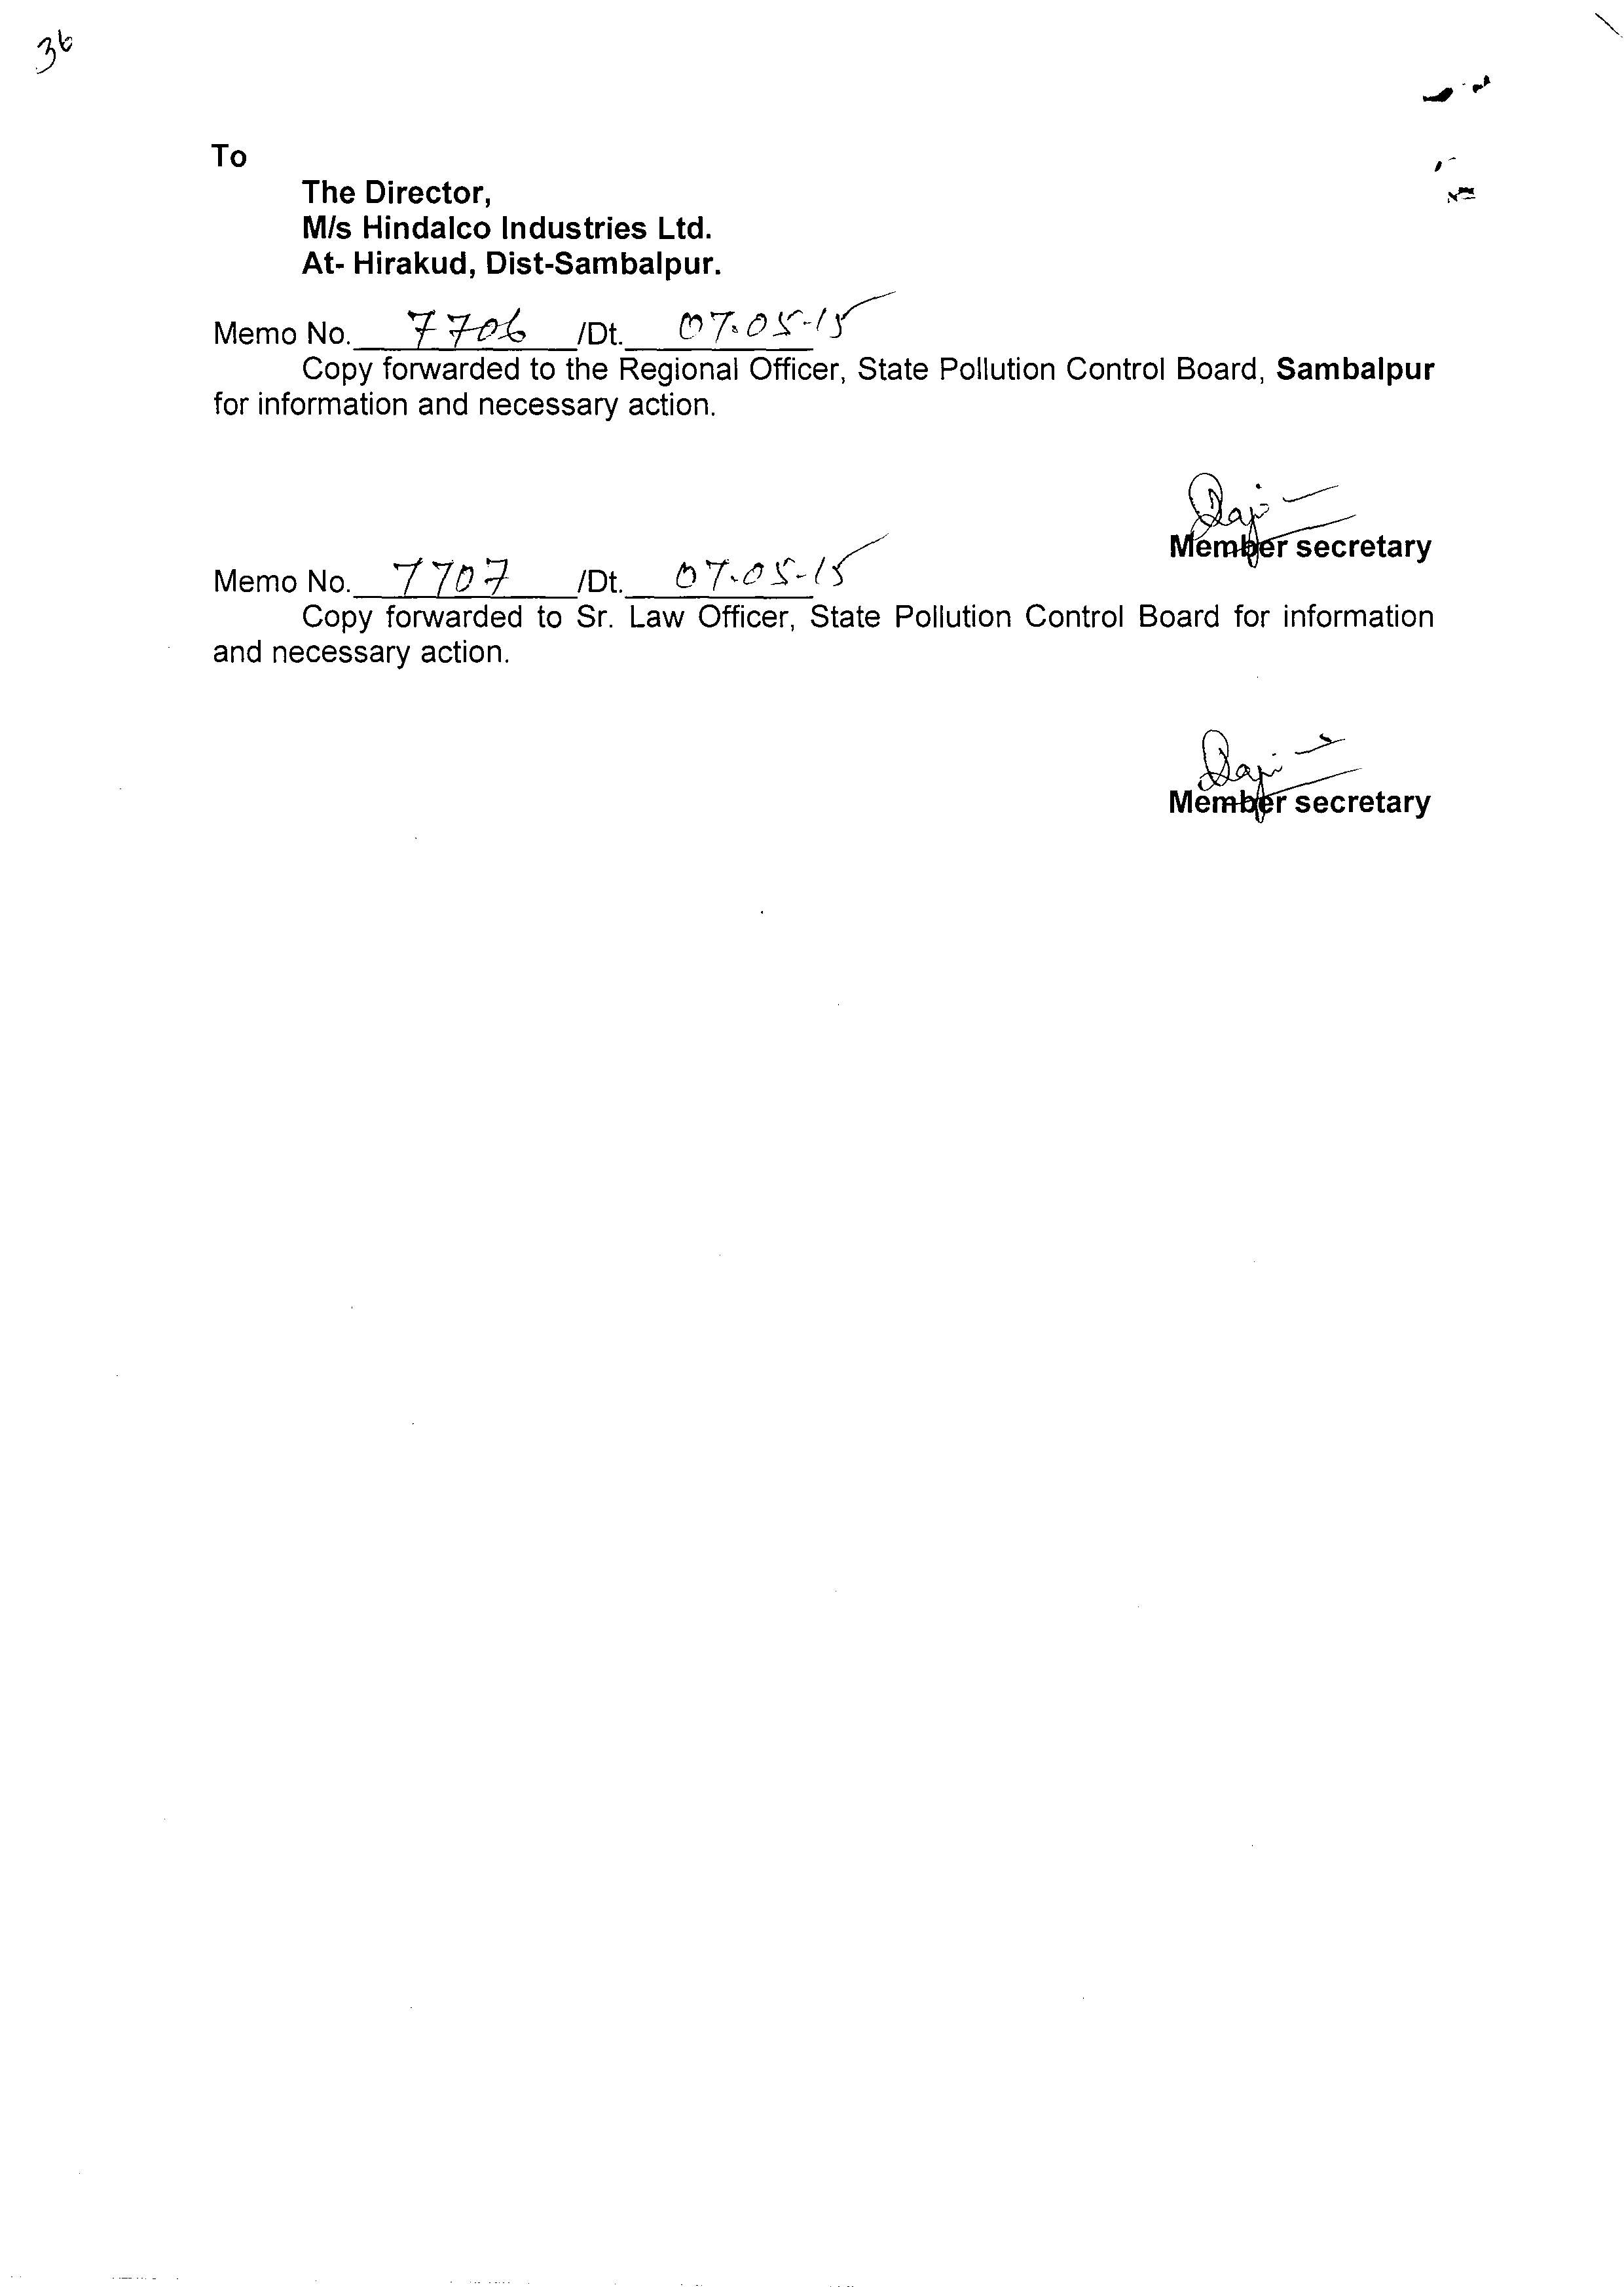 36
To
The Director,
M/s Hindalco Industries Ltd.
At- Hirakud, Dist-Sambalpur.
Memo No. 7706 /Dt. 07.05-15
Copy forwarded to the Regional Officer, State Pollution Control Board, Sambalpur
for information and necessary action.
Member secretary
Memo No. 7707 /Dt. 07.05-15
Copy forwarded to Sr. Law Officer, State Pollution Control Board for information
and necessary action.
Member secretary